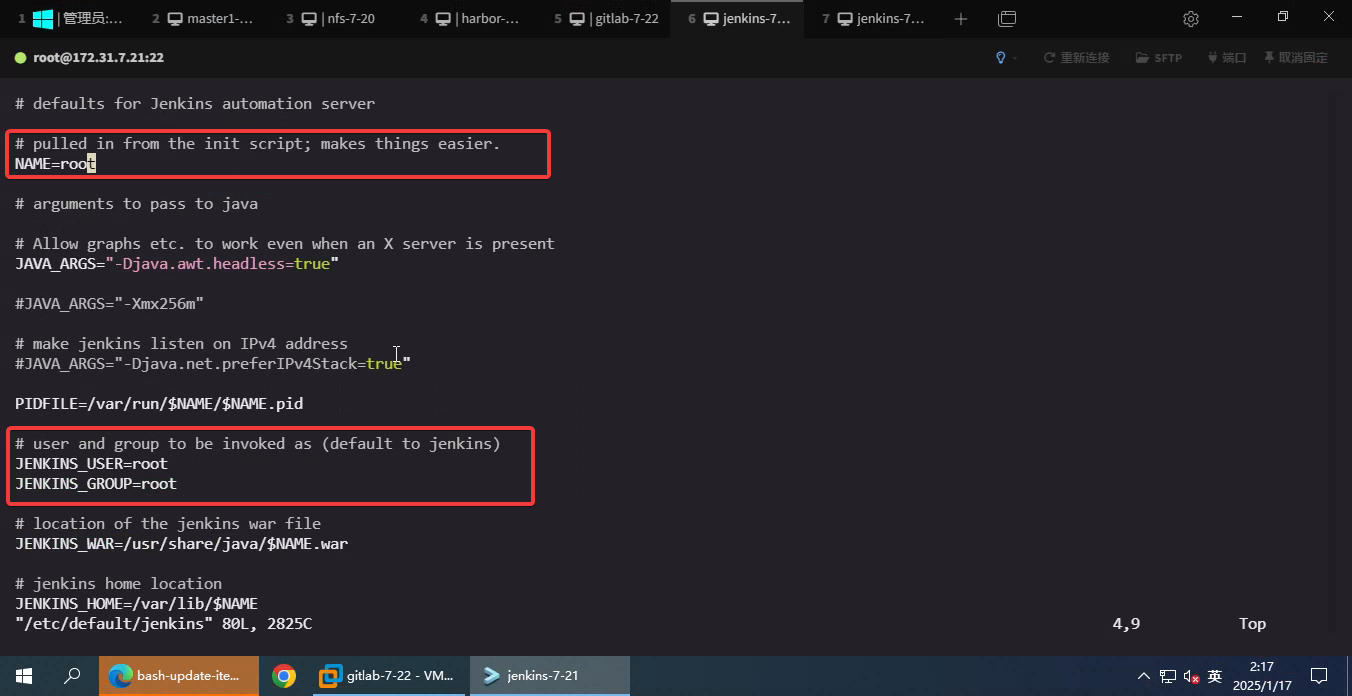 1 | 管理员:...
2 master1-...
3 | nfs-7-20
4 | harbor-...
5 | gitlab-7-22
6 jenkins-7...
7 jenkins-7...
root@172.31.7.21:22
重新连接
SFTP
端口
取消固定
# defaults for Jenkins automation server
# pulled in from the init script; makes things easier.
NAME=root
# arguments to pass to java
# Allow graphs etc. to work even when an X server is present
JAVA_ARGS="-Djava.awt.headless=true"
#JAVA_ARGS="-Xmx256m"
# make jenkins listen on IPv4 address
#JAVA_ARGS="-Djava.net.preferIPv4Stack=true"
PIDFILE=/var/run/$NAME/$NAME.pid
# user and group to be invoked as (default to jenkins)
JENKINS_USER=root
JENKINS_GROUP=root
# location of the jenkins war file
JENKINS_WAR=/usr/share/java/$NAME.war
# jenkins home location
JENKINS_HOME=/var/lib/$NAME
"/etc/default/jenkins" 80L, 2825C 4,9 Top
bash-update-ite...
gitlab-7-22 - VM...
jenkins-7-21
英
2:17
2025/1/17